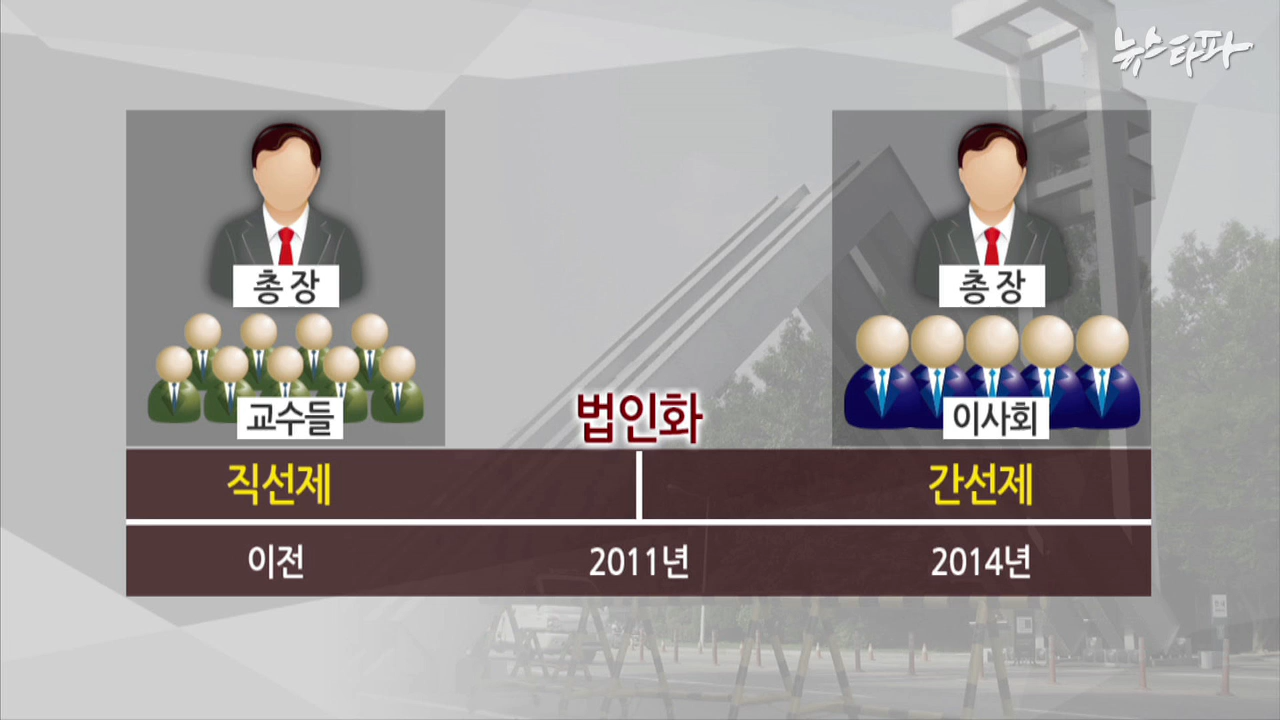 뉴스타파
총장
총장
교수들
이사회
법인화
직선제
간선제
이전
2011년
2014년